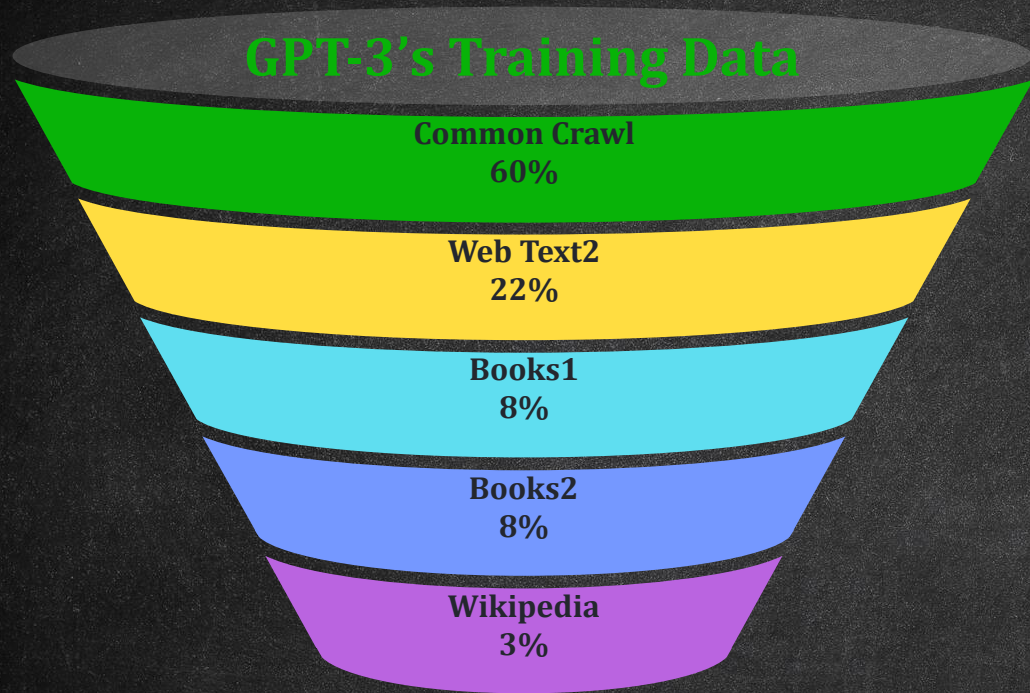 GPT-3’s Training Data
Common Crawl
60%
Web Text2
22%
Books1
8%
Books2
8%
Wikipedia
3%